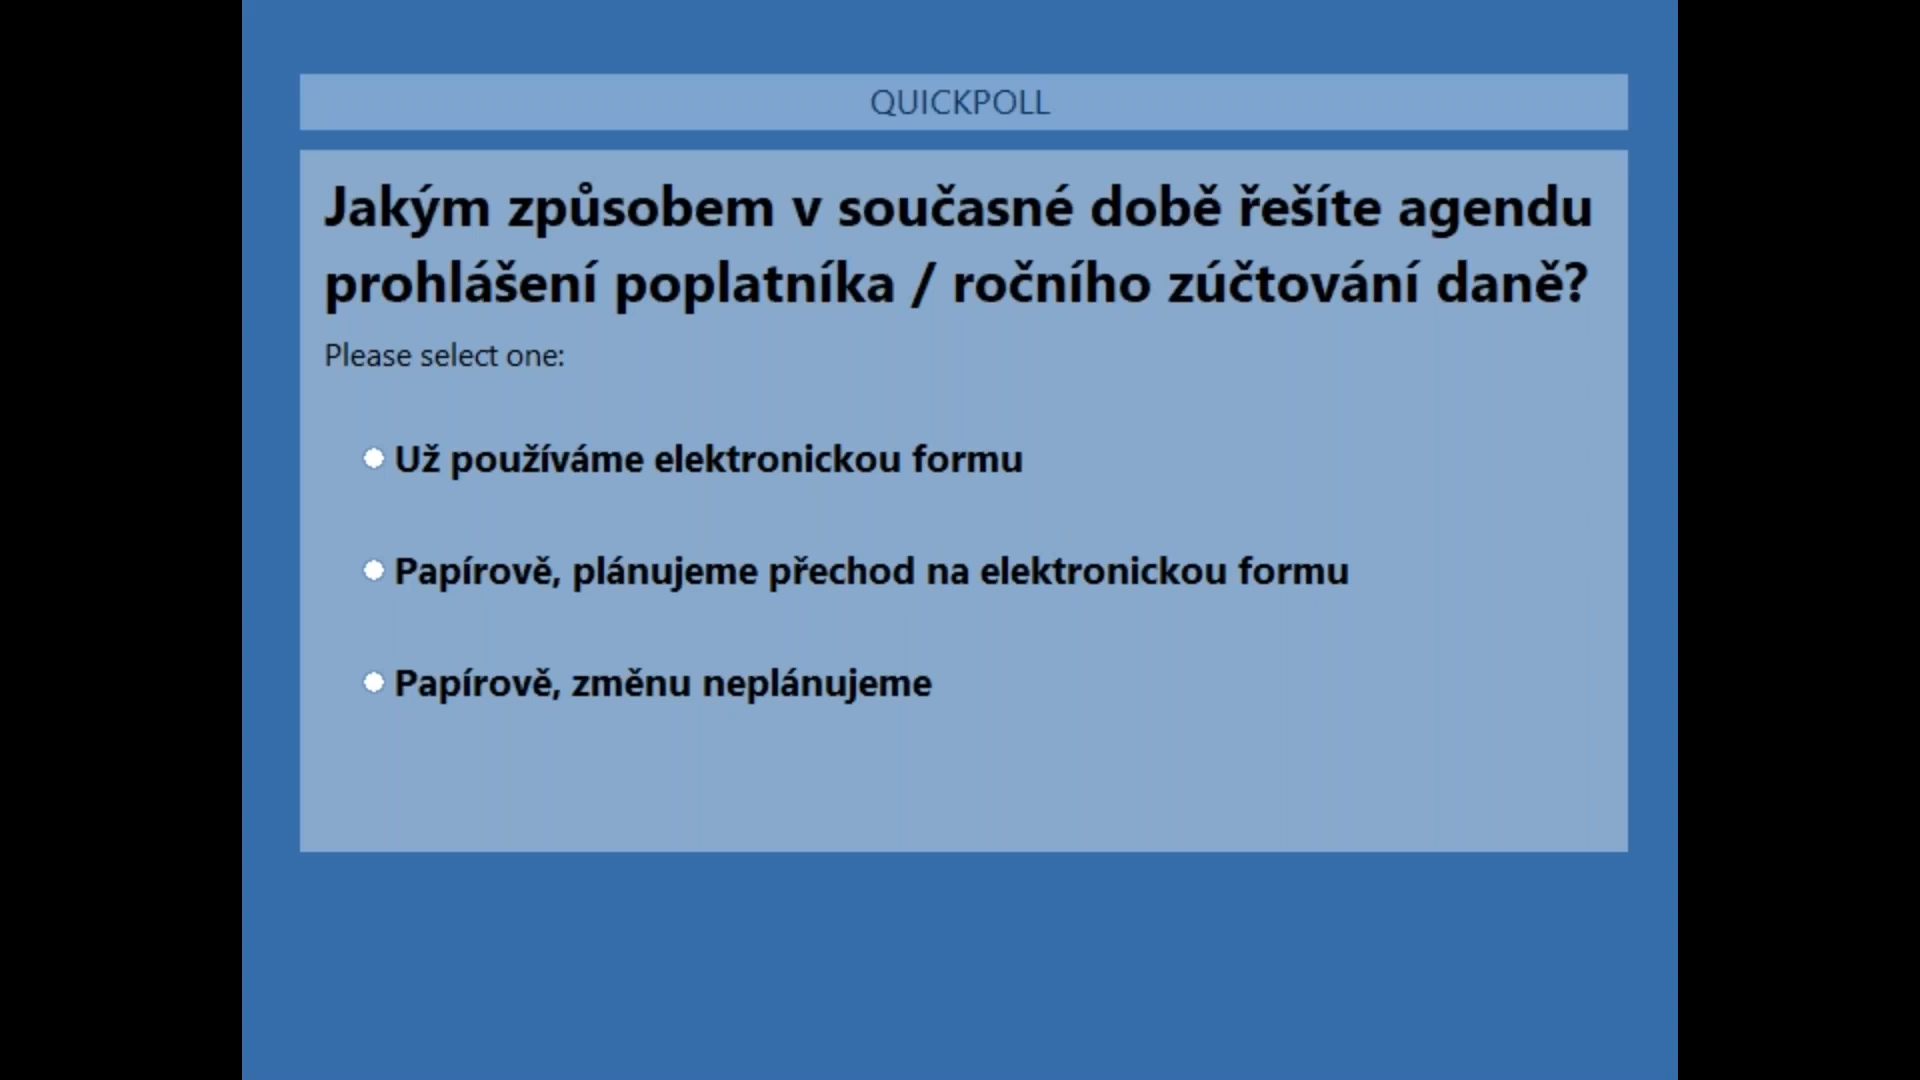 QUICKPOLL
Jakým způsobem v současné době řešíte agendu
prohlášení poplatníka / ročního zúčtování daně?
Please select one:
Už používáme elektronickou formu
Papírově, plánujeme přechod na elektronickou formu
Papírově, změnu neplánujeme